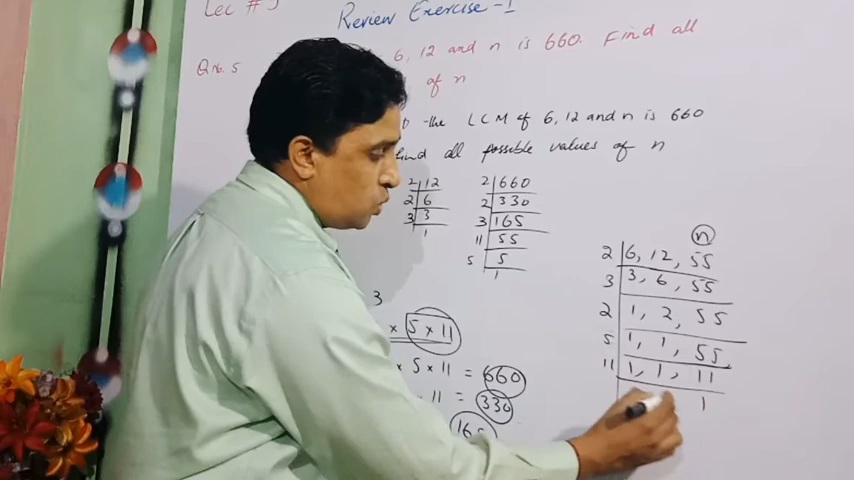 Lec # 5
Review Exercise - 1
QNo. 5 6, 12 and n is 660. Find all
of n
the LCM of 6, 12 and n is 660
find all possible values of n
2 | 12
2 | 6
3 | 3
1
2 | 660
2 | 330
3 | 165
11 | 55
5 | 5
1
n
2 | 6, 12, 55
3 | 3, 6, 55
2 | 1, 2, 55
5 | 1, 1, 55
11 | 1, 1, 11
1
3
× 5 × 11
× 5 × 11 = 660
11 = 330
165